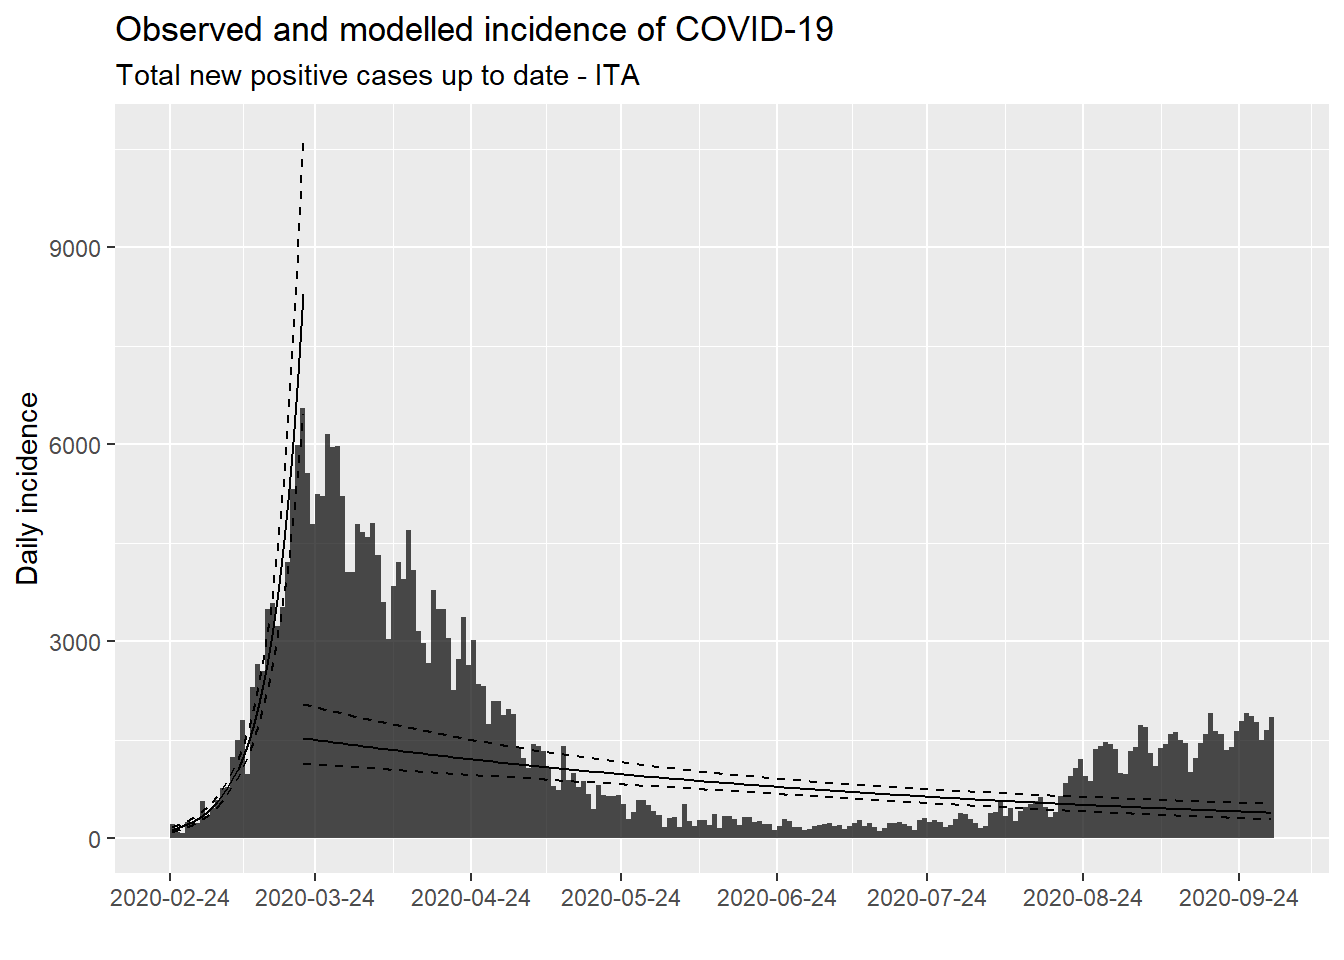 Observed and modelled incidence of COVID-19
Total new positive cases up to date - ITA
Daily incidence
9000
6000
3000
0
2020-02-24 2020-03-24 2020-04-24 2020-05-24 2020-06-24 2020-07-24 2020-08-24 2020-09-24